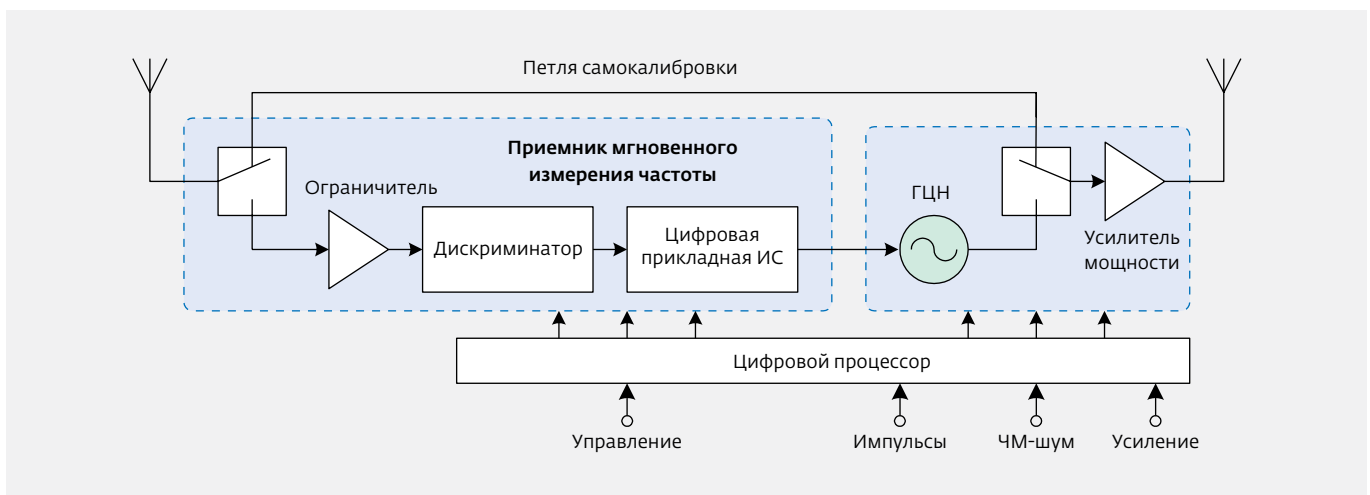 Петля самокалибровки
Приемник мгновенного
измерения частоты
Ограничитель
Дискриминатор
Цифровая
прикладная ИС
ГЦН
Усилитель
мощности
Цифровой процессор
Управление
Импульсы
ЧМ-шум
Усиление